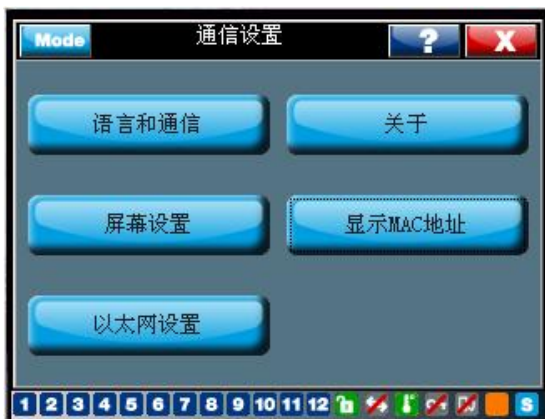 Mode 通信设置 ? X
语言和通信 关于
屏幕设置 显示MAC地址
以太网设置
1 2 3 4 5 6 7 8 9 10 11 12 S